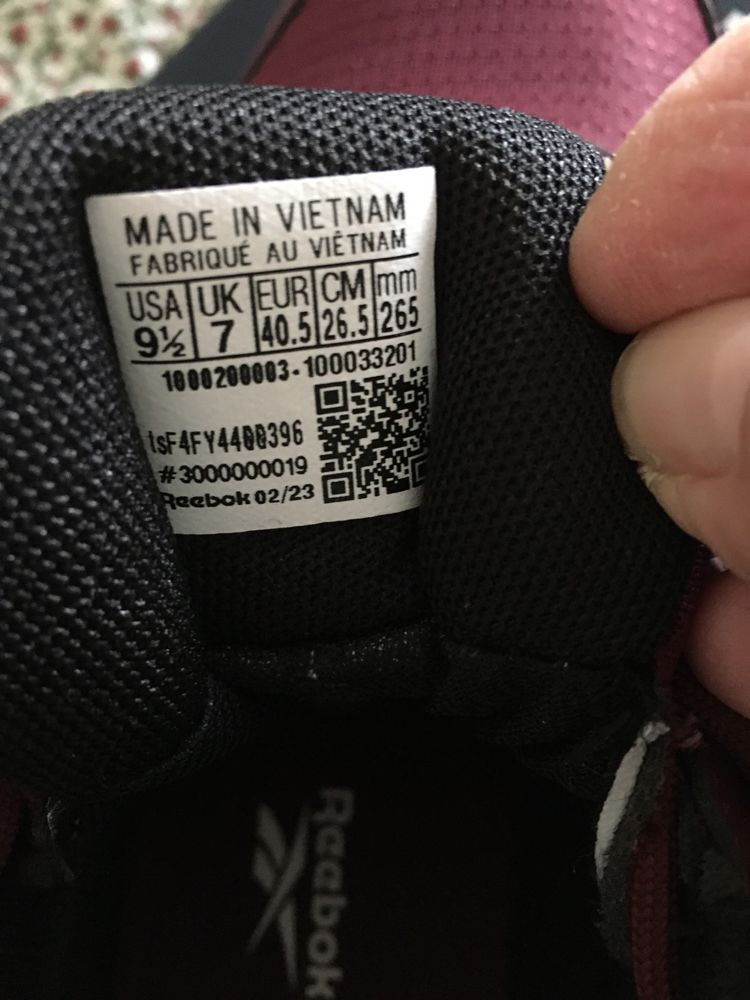 MADE IN VIETNAM
FABRIQUÉ AU VIÊTNAM
USA UK EUR CM mm
9½ 7 40.5 26.5 265
1000200003-100033201
tsF4FY4400396
#3000000019
Reebok 02/23
Reebok